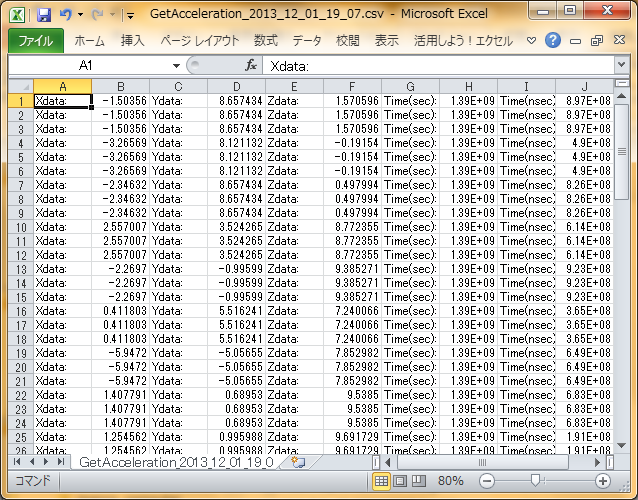 GetAcceleration_2013_12_01_19_07.csv - Microsoft Excel
ファイル ホーム 挿入 ページ レイアウト 数式 データ 校閲 表示 活用しよう！エクセル
A1 fx Xdata:
A B C D E F G H I J
1 Xdata: -1.50356 Ydata: 8.657434 Zdata: 1.570596 Time(sec): 1.39E+09 Time(nsec) 8.97E+08
2 Xdata: -1.50356 Ydata: 8.657434 Zdata: 1.570596 Time(sec): 1.39E+09 Time(nsec) 8.97E+08
3 Xdata: -1.50356 Ydata: 8.657434 Zdata: 1.570596 Time(sec): 1.39E+09 Time(nsec) 8.97E+08
4 Xdata: -3.26569 Ydata: 8.121132 Zdata: -0.19154 Time(sec): 1.39E+09 Time(nsec) 4.9E+08
5 Xdata: -3.26569 Ydata: 8.121132 Zdata: -0.19154 Time(sec): 1.39E+09 Time(nsec) 4.9E+08
6 Xdata: -3.26569 Ydata: 8.121132 Zdata: -0.19154 Time(sec): 1.39E+09 Time(nsec) 4.9E+08
7 Xdata: -2.34632 Ydata: 8.657434 Zdata: 0.497994 Time(sec): 1.39E+09 Time(nsec) 8.26E+08
8 Xdata: -2.34632 Ydata: 8.657434 Zdata: 0.497994 Time(sec): 1.39E+09 Time(nsec) 8.26E+08
9 Xdata: -2.34632 Ydata: 8.657434 Zdata: 0.497994 Time(sec): 1.39E+09 Time(nsec) 8.26E+08
10 Xdata: 2.557007 Ydata: 3.524265 Zdata: 8.772355 Time(sec): 1.39E+09 Time(nsec) 6.14E+08
11 Xdata: 2.557007 Ydata: 3.524265 Zdata: 8.772355 Time(sec): 1.39E+09 Time(nsec) 6.14E+08
12 Xdata: 2.557007 Ydata: 3.524265 Zdata: 8.772355 Time(sec): 1.39E+09 Time(nsec) 6.14E+08
13 Xdata: -2.2697 Ydata: -0.99599 Zdata: 9.385271 Time(sec): 1.39E+09 Time(nsec) 9.23E+08
14 Xdata: -2.2697 Ydata: -0.99599 Zdata: 9.385271 Time(sec): 1.39E+09 Time(nsec) 9.23E+08
15 Xdata: -2.2697 Ydata: -0.99599 Zdata: 9.385271 Time(sec): 1.39E+09 Time(nsec) 9.23E+08
16 Xdata: 0.411803 Ydata: 5.516241 Zdata: 7.240066 Time(sec): 1.39E+09 Time(nsec) 3.65E+08
17 Xdata: 0.411803 Ydata: 5.516241 Zdata: 7.240066 Time(sec): 1.39E+09 Time(nsec) 3.65E+08
18 Xdata: 0.411803 Ydata: 5.516241 Zdata: 7.240066 Time(sec): 1.39E+09 Time(nsec) 3.65E+08
19 Xdata: -5.9472 Ydata: -5.05655 Zdata: 7.852982 Time(sec): 1.39E+09 Time(nsec) 6.49E+08
20 Xdata: -5.9472 Ydata: -5.05655 Zdata: 7.852982 Time(sec): 1.39E+09 Time(nsec) 6.49E+08
21 Xdata: -5.9472 Ydata: -5.05655 Zdata: 7.852982 Time(sec): 1.39E+09 Time(nsec) 6.49E+08
22 Xdata: 1.407791 Ydata: 0.68953 Zdata: 9.5385 Time(sec): 1.39E+09 Time(nsec) 6.83E+08
23 Xdata: 1.407791 Ydata: 0.68953 Zdata: 9.5385 Time(sec): 1.39E+09 Time(nsec) 6.83E+08
24 Xdata: 1.407791 Ydata: 0.68953 Zdata: 9.5385 Time(sec): 1.39E+09 Time(nsec) 6.83E+08
25 Xdata: 1.254562 Ydata: 0.995988 Zdata: 9.691729 Time(sec): 1.39E+09 Time(nsec) 1.91E+08
26 Xdata: 1.254562 Ydata: 0.995988 Zdata: 9.691729 Time(sec): 1.39E+09 Time(nsec) 1.91E+08
GetAcceleration_2013_12_01_19_0
コマンド 80%